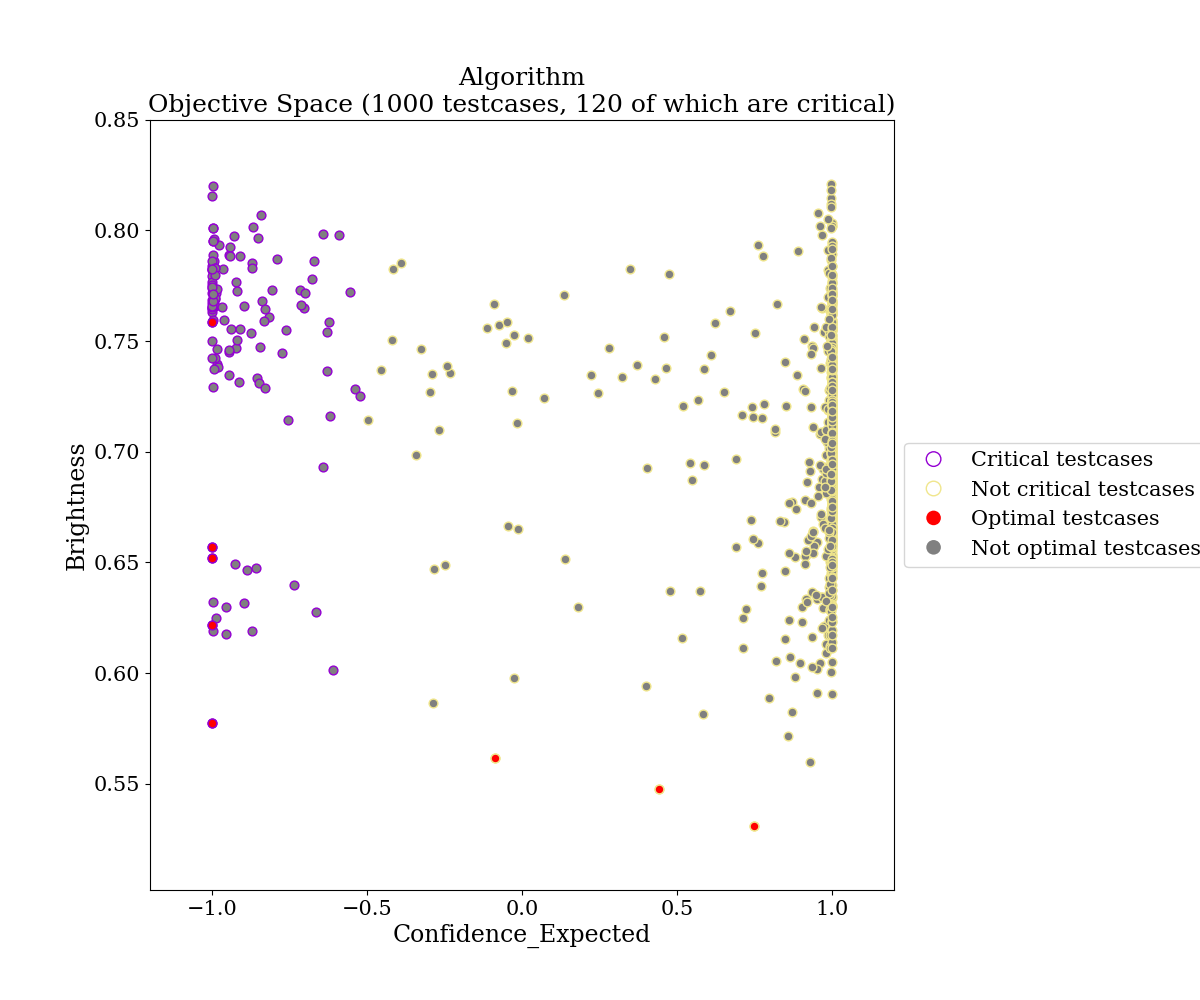 Algorithm
Objective Space (1000 testcases, 120 of which are critical)
0.85
0.80
0.75
0.70
0.65
0.60
0.55
Brightness
−1.0
−0.5
0.0
0.5
1.0
Confidence_Expected
Critical testcases
Not critical testcases
Optimal testcases
Not optimal testcases